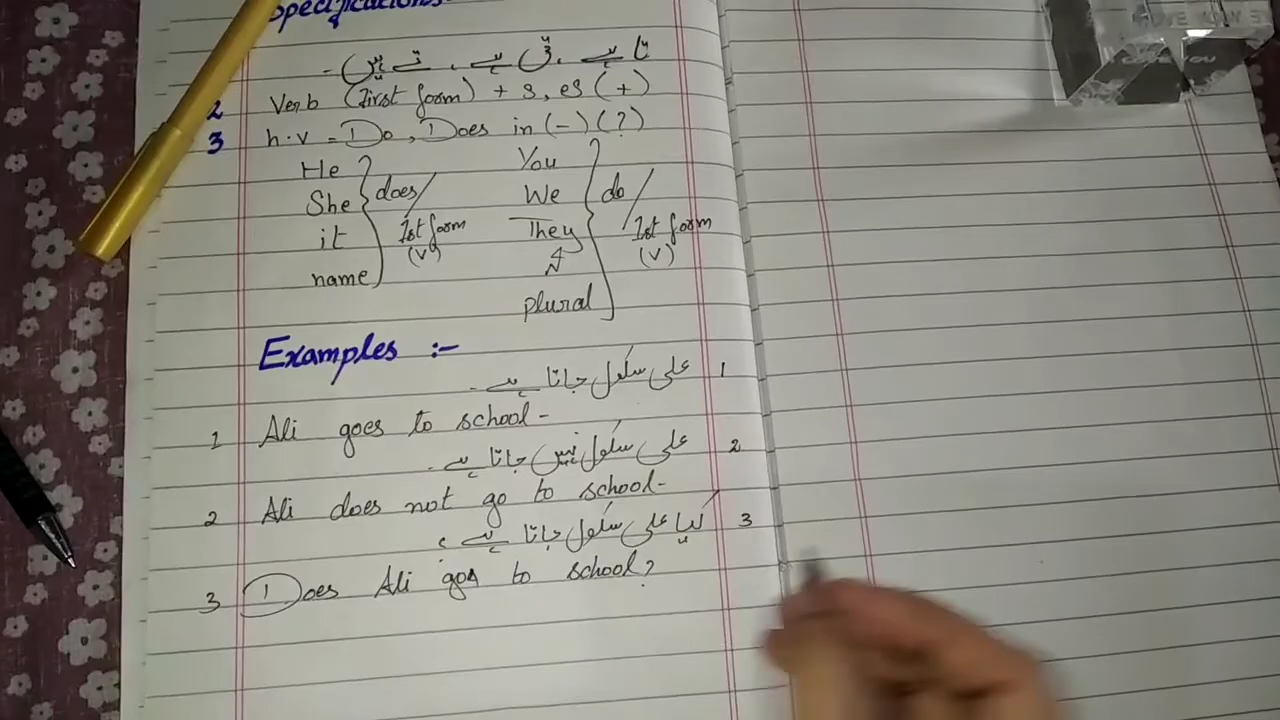 Specifications:
تا ہے ، تی ہے ، تے ہیں -
2 Verb (First form) + s, es (+)
3 h.v = Do, Does in (-) (?)
He You
She does/ We do/
it 1st form They 1st form
(v) I (v)
name plural
Examples :-
علی سکول جاتا ہے - 1
1 Ali goes to school -
علی سکول نہیں جاتا ہے - 2
2 Ali does not go to school -
کیا علی سکول جاتا ہے ؟ 3
3 Does Ali go to school?